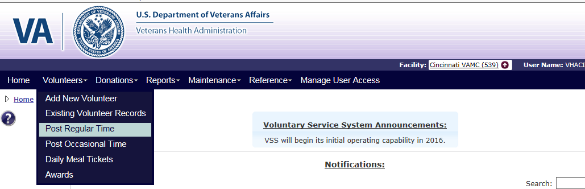 VA
U.S. Department of Veterans Affairs
Veterans Health Administration
Facility: Cincinnati VAMC (539) User Name: VHACI
Home Volunteers Donations Reports Maintenance Reference Manage User Access
Home
Add New Volunteer
Existing Volunteer Records
Post Regular Time
Post Occasional Time
Daily Meal Tickets
Awards
Voluntary Service System Announcements:
VSS will begin its initial operating capability in 2016.
Notifications:
Search: